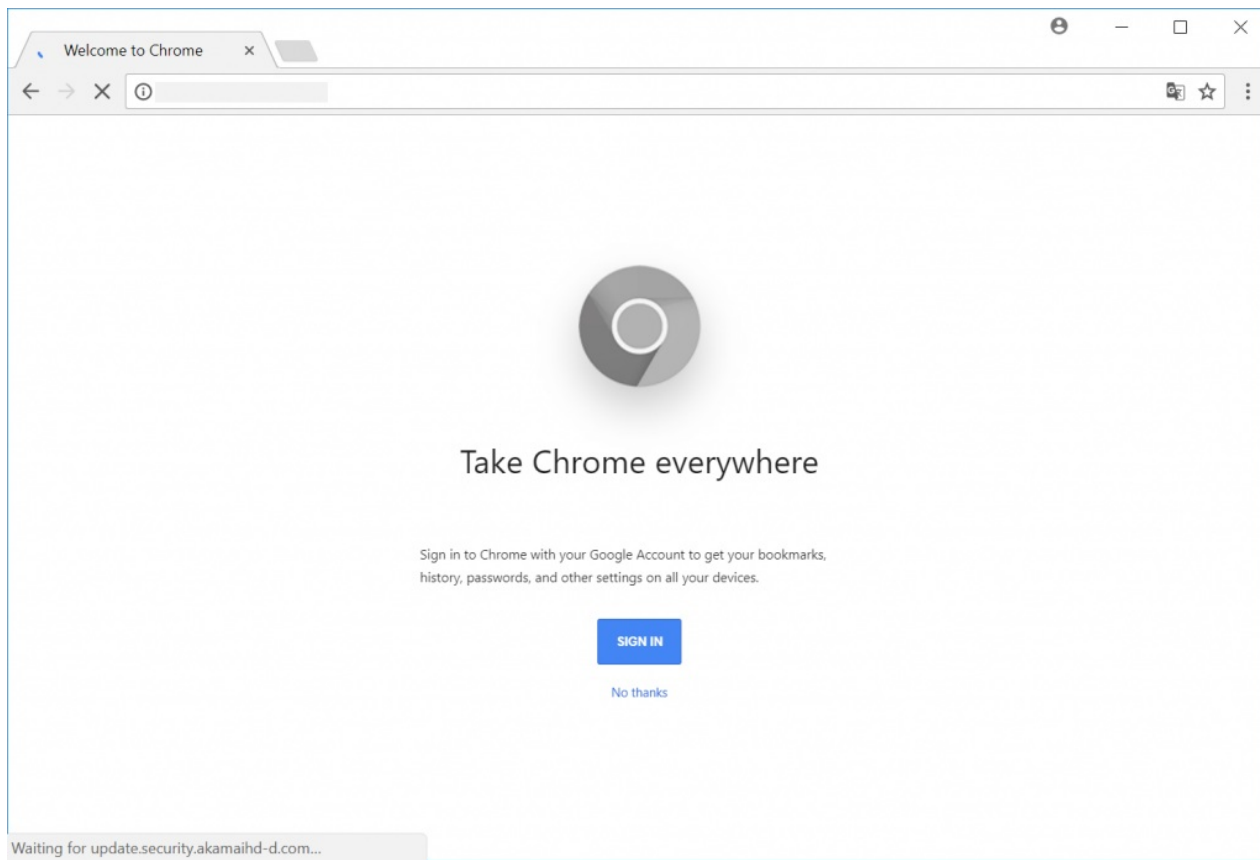 Welcome to Chrome
Take Chrome everywhere
Sign in to Chrome with your Google Account to get your bookmarks,
history, passwords, and other settings on all your devices.
SIGN IN
No thanks
Waiting for update.security.akamaihd-d.com...